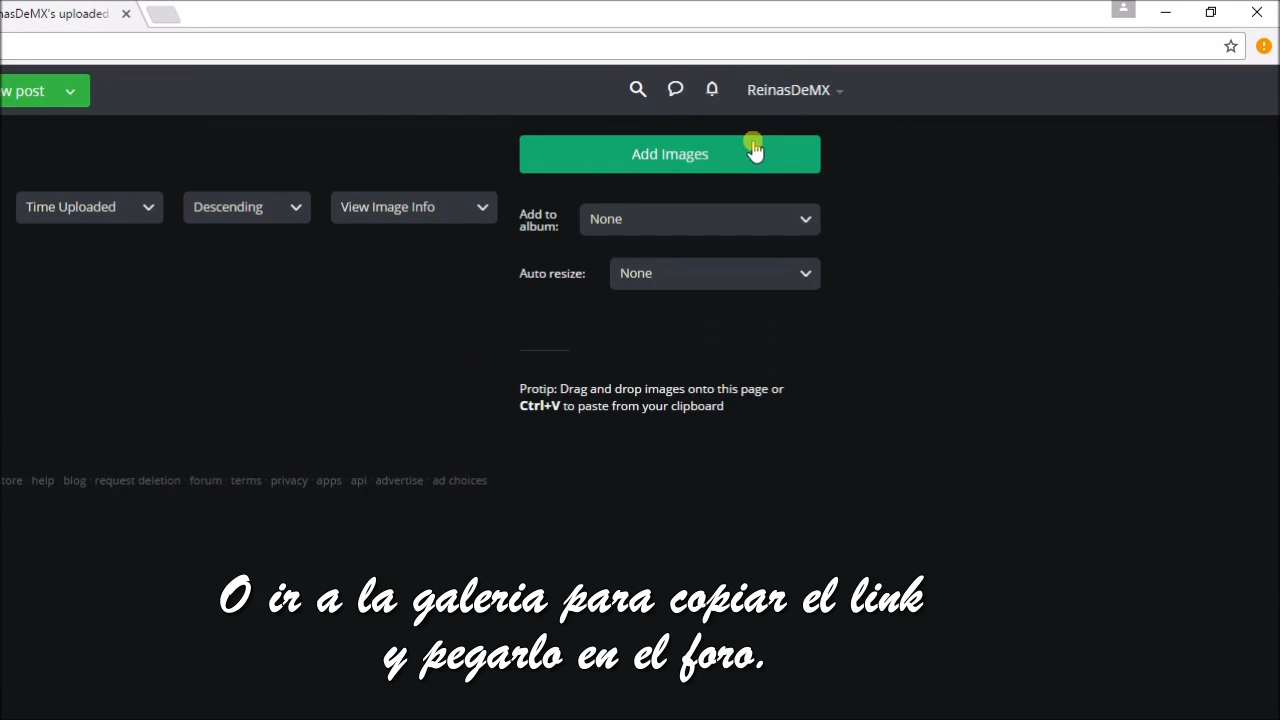 nasDeMX's uploaded
w post
ReinasDeMX
Add Images
Time Uploaded
Descending
View Image Info
Add to
album:
None
Auto resize:
None
Protip: Drag and drop images onto this page or
Ctrl+V to paste from your clipboard
tore · help · blog · request deletion · forum · terms · privacy · apps · api · advertise · ad choices
O ir a la galeria para copiar el link
y pegarlo en el foro.